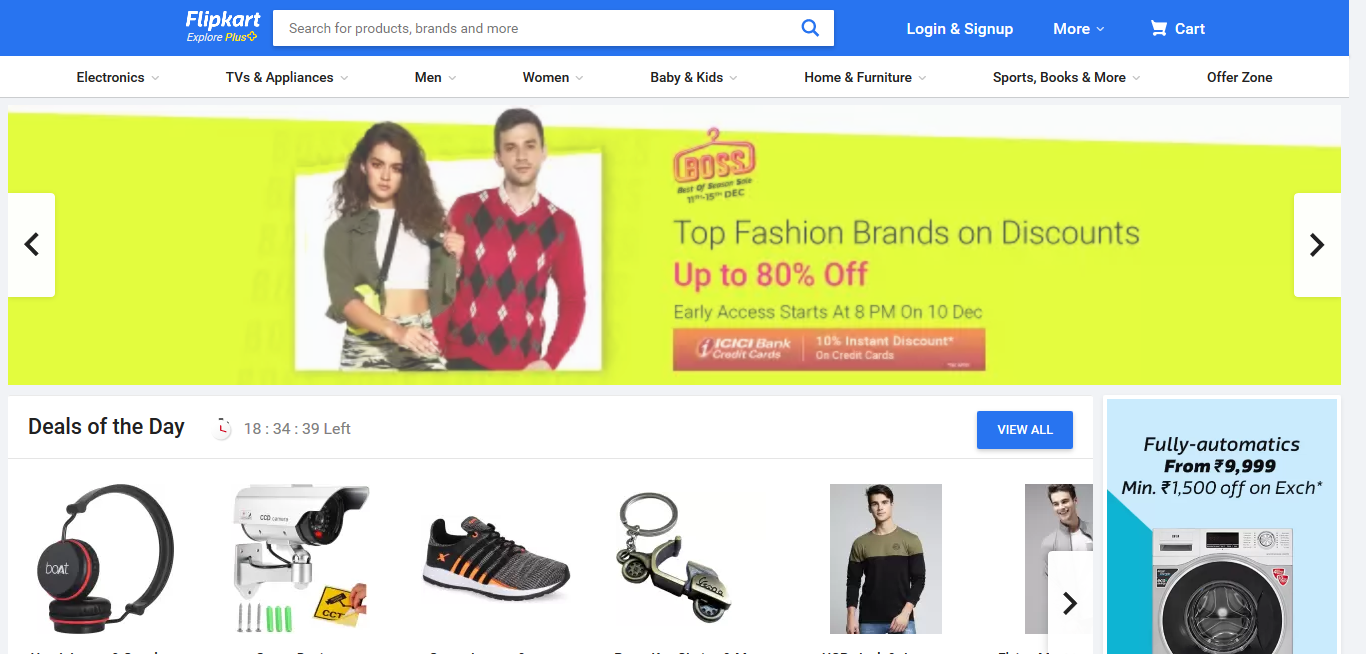 Flipkart
Explore Plus
Search for products, brands and more
Login & Signup
More
Cart
Electronics
TVs & Appliances
Men
Women
Baby & Kids
Home & Furniture
Sports, Books & More
Offer Zone
BOSS
Best Of Season Sale
11TH-15TH DEC
Top Fashion Brands on Discounts
Up to 80% Off
Early Access Starts At 8 PM On 10 Dec
ICICI Bank
Credit Cards
10% Instant Discount*
On Credit Cards
Deals of the Day
18 : 34 : 39 Left
VIEW ALL
Fully-automatics
From ₹9,999
Min. ₹1,500 off on Exch*
boAt
CCD camera
CCT
Vespa